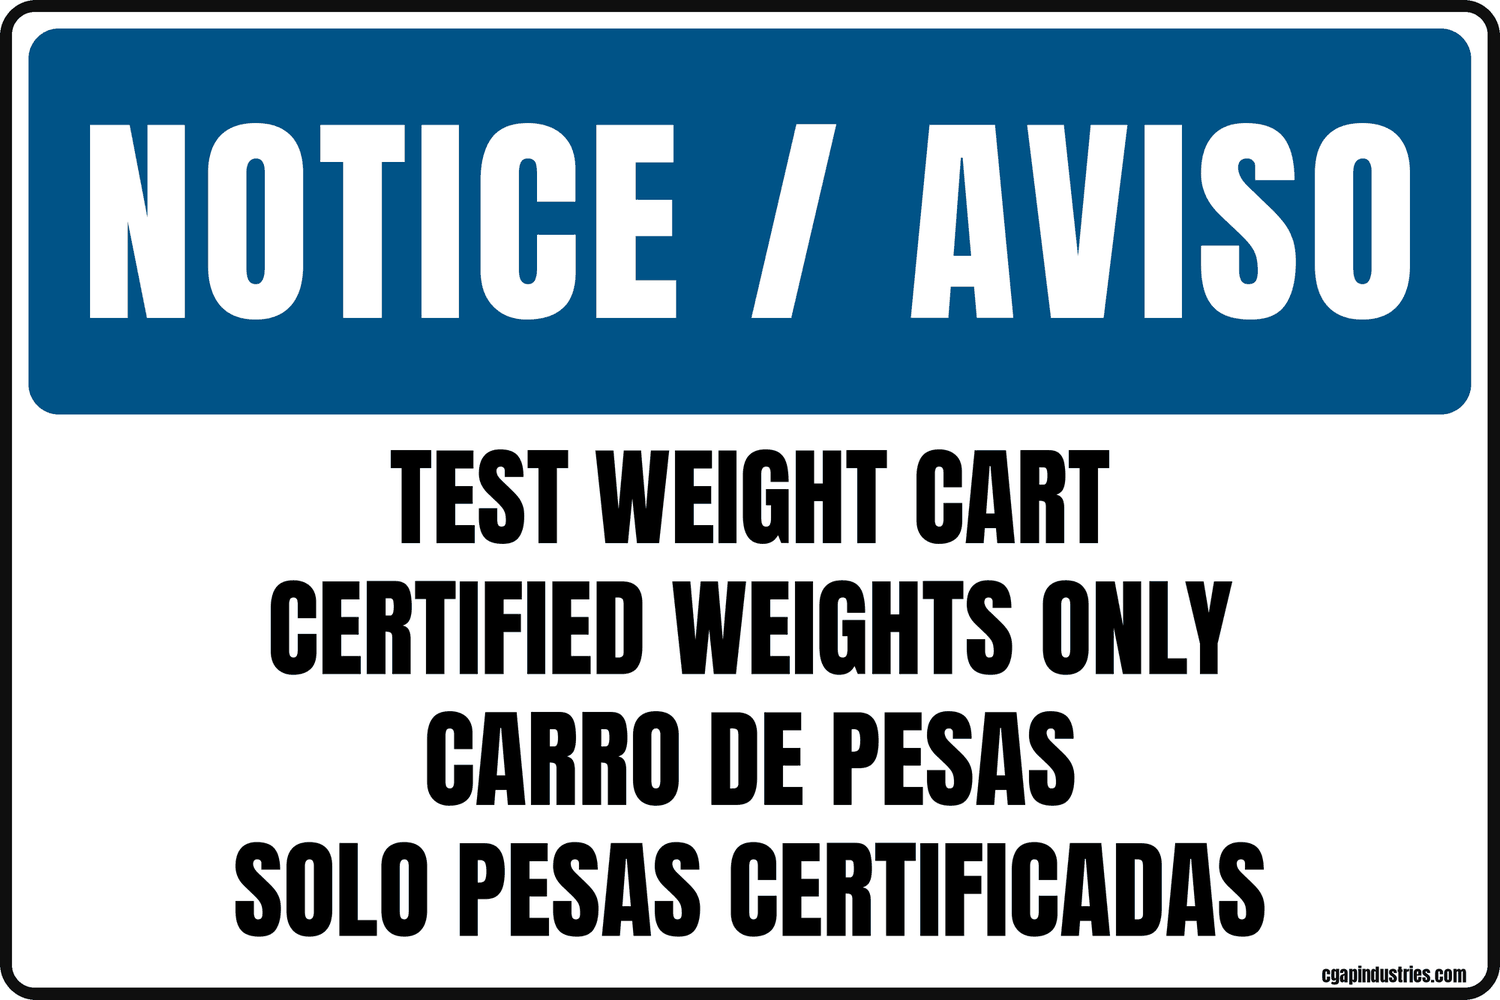 NOTICE / AVISO
TEST WEIGHT CART
CERTIFIED WEIGHTS ONLY
CARRO DE PESAS
SOLO PESAS CERTIFICADAS
cgapindustries.com